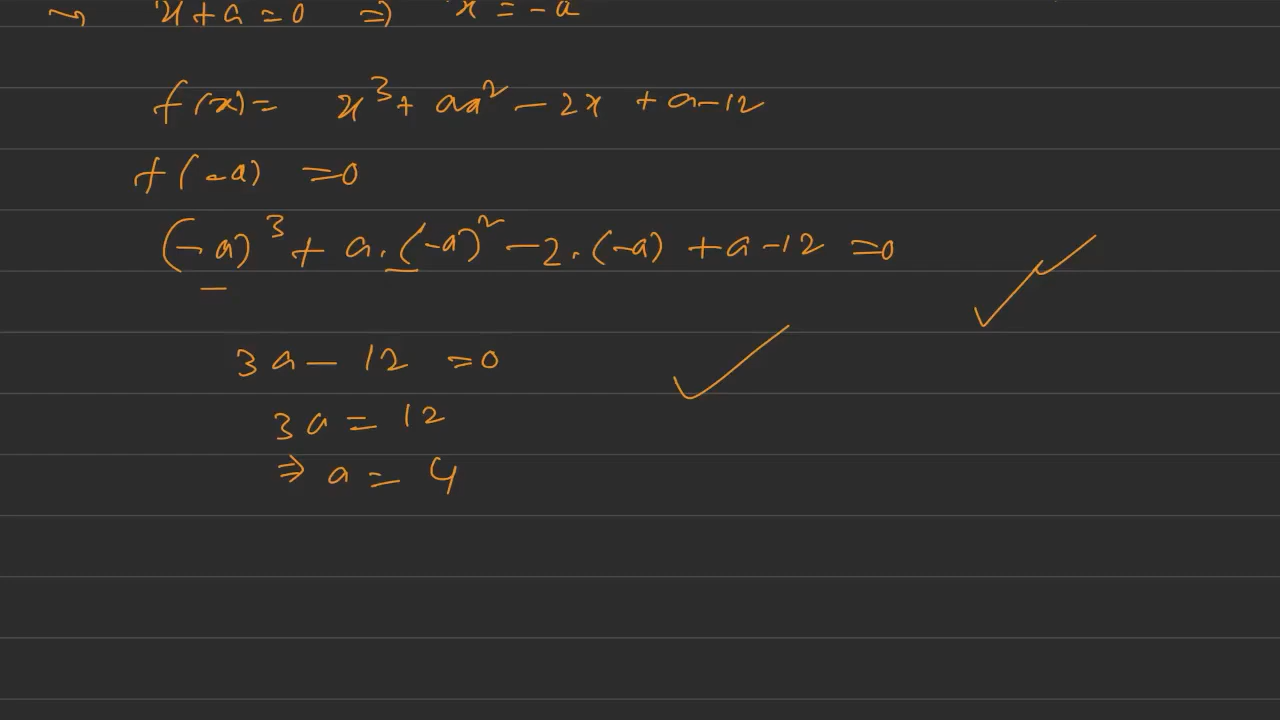 x + a = 0 ⇒ x = -a
f(x) = x³ + ax² - 2x + a - 12
f(-a) = 0
(-a)³ + a.(-a)² - 2.(-a) + a - 12 = 0
3a - 12 = 0
3a = 12
⇒ a = 4